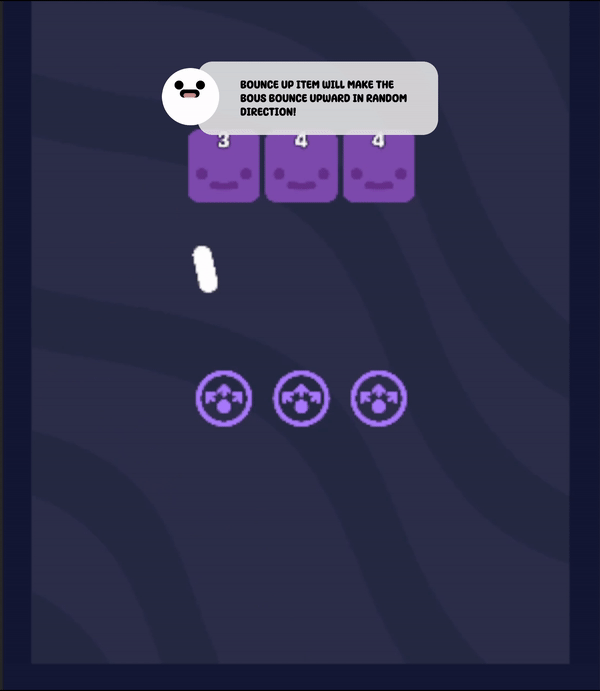 BOUNCE UP ITEM WILL MAKE THE
BOUS BOUNCE UPWARD IN RANDOM
DIRECTION!
3 4 4